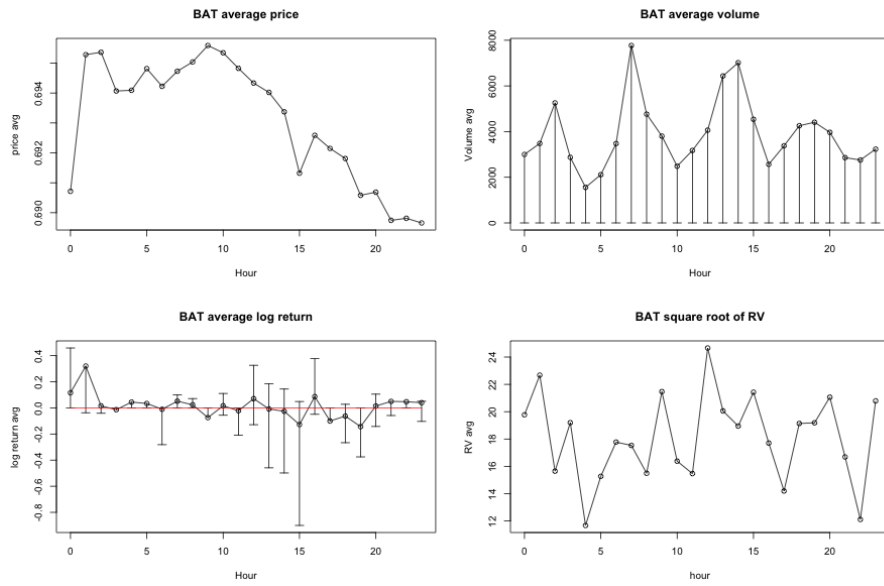 BAT average price
price avg
0.694
0.692
0.690
0 5 10 15 20
Hour
BAT average volume
Volume avg
8000
6000
4000
2000
0
0 5 10 15 20
Hour
BAT average log return
log return avg
0.4
0.2
0.0
-0.2
-0.4
-0.6
-0.8
0 5 10 15 20
Hour
BAT square root of RV
RV avg
24
22
20
18
16
14
12
0 5 10 15 20
hour